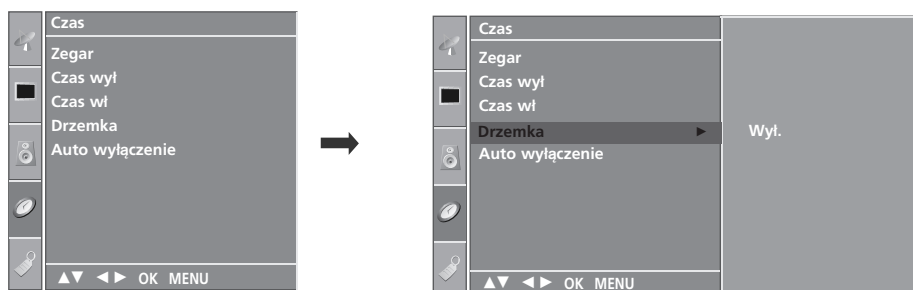 Czas
Zegar
Czas wył
Czas wł
Drzemka
Auto wyłączenie
▲▼ ◄► OK MENU
Czas
Zegar
Czas wył
Czas wł
Drzemka ►
Wył.
Auto wyłączenie
▲▼ ◄► OK MENU